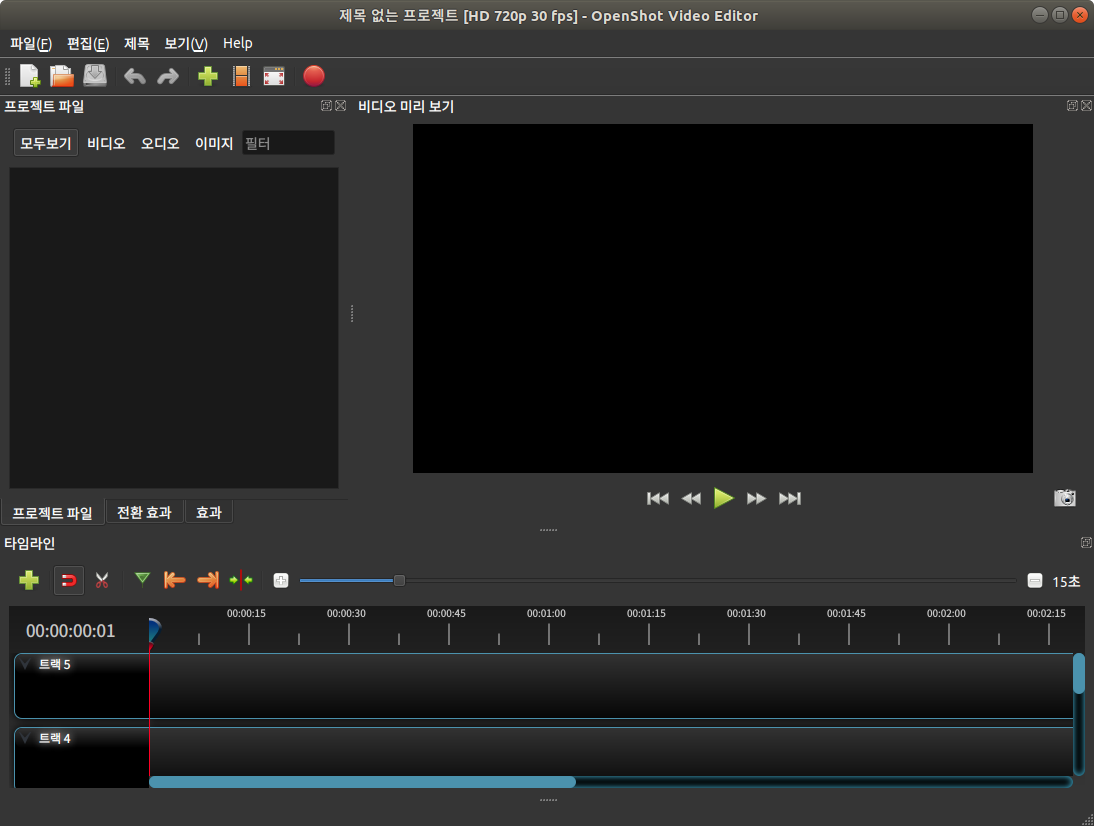 제목 없는 프로젝트 [HD 720p 30 fps] - OpenShot Video Editor
파일(F) 편집(E) 제목 보기(V) Help
프로젝트 파일
비디오 미리 보기
모두보기 비디오 오디오 이미지 필터
프로젝트 파일 전환 효과 효과
타임라인
15초
00:00:15 00:00:30 00:00:45 00:01:00 00:01:15 00:01:30 00:01:45 00:02:00 00:02:15
00:00:00:01
트랙 5
트랙 4